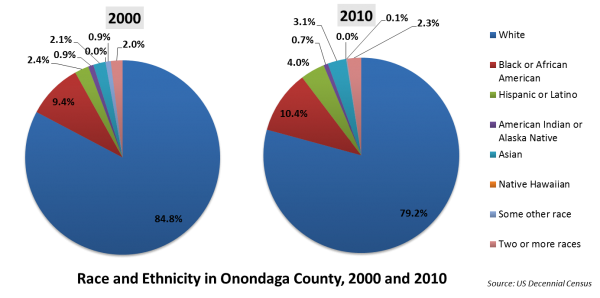 2000
2010
2.4%
0.9%
2.1%
0.0%
0.9%
2.0%
9.4%
84.8%
4.0%
0.7%
3.1%
0.0%
0.1%
2.3%
10.4%
79.2%
White
Black or African
American
Hispanic or Latino
American Indian or
Alaska Native
Asian
Native Hawaiian
Some other race
Two or more races
Race and Ethnicity in Onondaga County, 2000 and 2010
Source: US Decennial Census